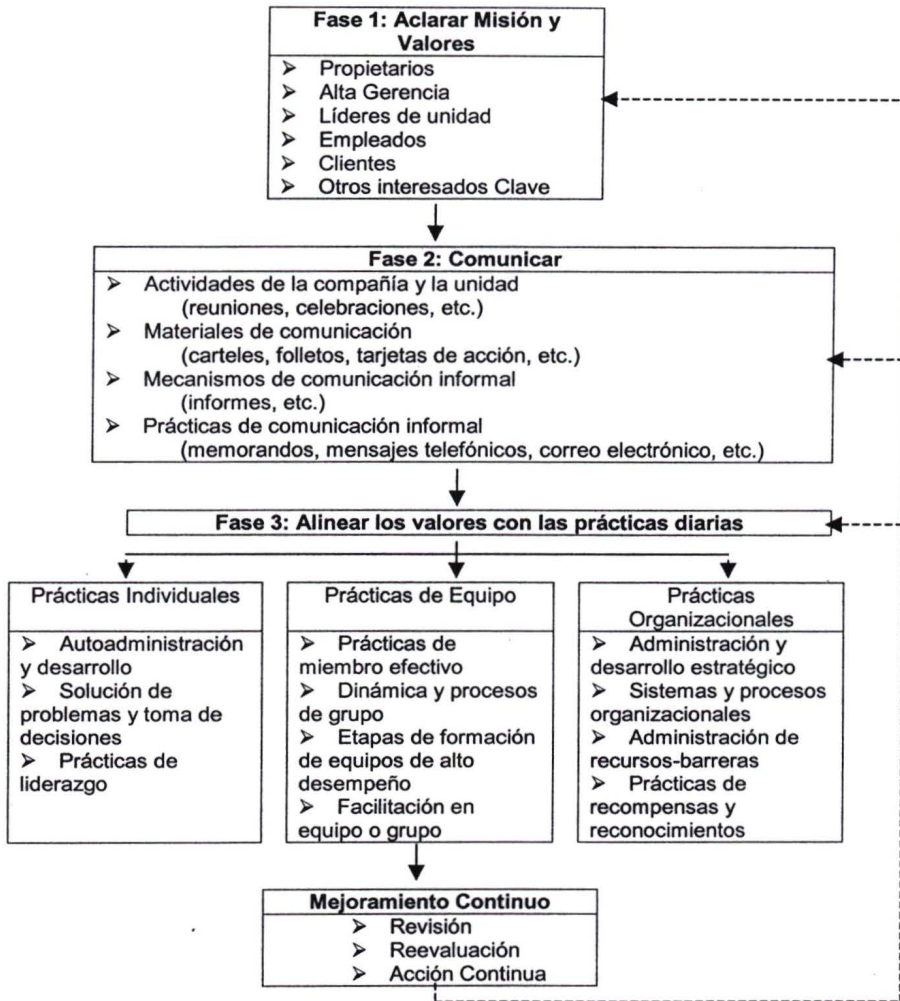 Fase 1: Aclarar Misión y
Valores
➢ Propietarios
➢ Alta Gerencia
➢ Líderes de unidad
➢ Empleados
➢ Clientes
➢ Otros interesados Clave
Fase 2: Comunicar
➢ Actividades de la compañía y la unidad
(reuniones, celebraciones, etc.)
➢ Materiales de comunicación
(carteles, folletos, tarjetas de acción, etc.)
➢ Mecanismos de comunicación informal
(informes, etc.)
➢ Prácticas de comunicación informal
(memorandos, mensajes telefónicos, correo electrónico, etc.)
Fase 3: Alinear los valores con las prácticas diarias
Prácticas Individuales
➢ Autoadministración
y desarrollo
➢ Solución de
problemas y toma de
decisiones
➢ Prácticas de
liderazgo
Prácticas de Equipo
➢ Prácticas de
miembro efectivo
➢ Dinámica y procesos
de grupo
➢ Etapas de formación
de equipos de alto
desempeño
➢ Facilitación en
equipo o grupo
Prácticas
Organizacionales
➢ Administración y
desarrollo estratégico
➢ Sistemas y procesos
organizacionales
➢ Administración de
recursos-barreras
➢ Prácticas de
recompensas y
reconocimientos
Mejoramiento Continuo
➢ Revisión
➢ Reevaluación
➢ Acción Continua